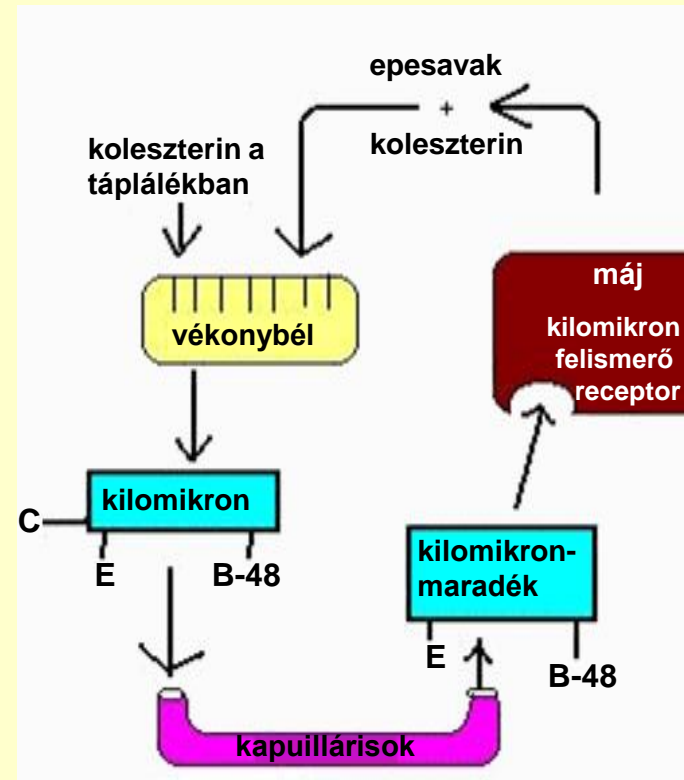 epesavak
+
koleszterin
koleszterin a
táplálékban
máj
kilomikron
felismerő
receptor
vékonybél
kilomikron
C
E
B-48
kilomikron-
maradék
E
B-48
kapuillárisok